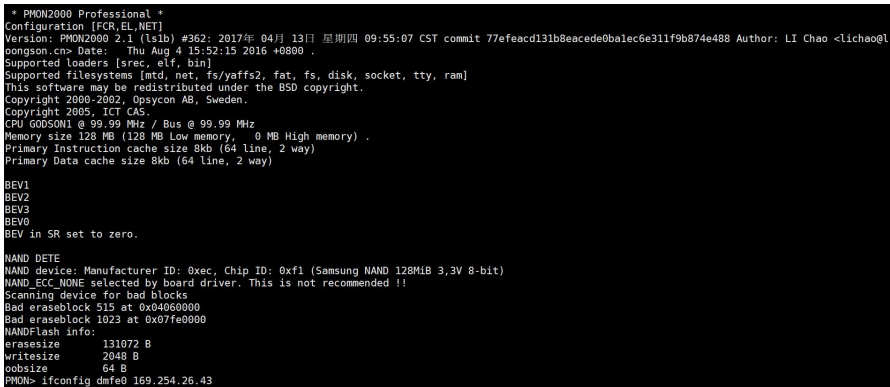 * PMON2000 Professional *
Configuration [FCR,EL,NET]
Version: PMON2000 2.1 (ls1b) #362: 2017年 04月 13日 星期四 09:55:07 CST commit 77efeacd131b8eacede0ba1ec6e311f9b874e488 Author: LI Chao <lichao@l
oongson.cn> Date:   Thu Aug 4 15:52:15 2016 +0800 .
Supported loaders [srec, elf, bin]
Supported filesystems [mtd, net, fs/yaffs2, fat, fs, disk, socket, tty, ram]
This software may be redistributed under the BSD copyright.
Copyright 2000-2002, Opsycon AB, Sweden.
Copyright 2005, ICT CAS.
CPU GODSON1 @ 99.99 MHz / Bus @ 99.99 MHz
Memory size 128 MB (128 MB Low memory,   0 MB High memory) .
Primary Instruction cache size 8kb (64 line, 2 way)
Primary Data cache size 8kb (64 line, 2 way)
BEV1
BEV2
BEV3
BEV0
BEV in SR set to zero.
NAND DETE
NAND device: Manufacturer ID: 0xec, Chip ID: 0xf1 (Samsung NAND 128MiB 3,3V 8-bit)
NAND_ECC_NONE selected by board driver. This is not recommended !!
Scanning device for bad blocks
Bad eraseblock 515 at 0x04060000
Bad eraseblock 1023 at 0x07fe0000
NANDFlash info:
erasesize       131072 B
writesize       2048 B
oobsize         64 B
PMON> ifconfig dmfe0 169.254.26.43